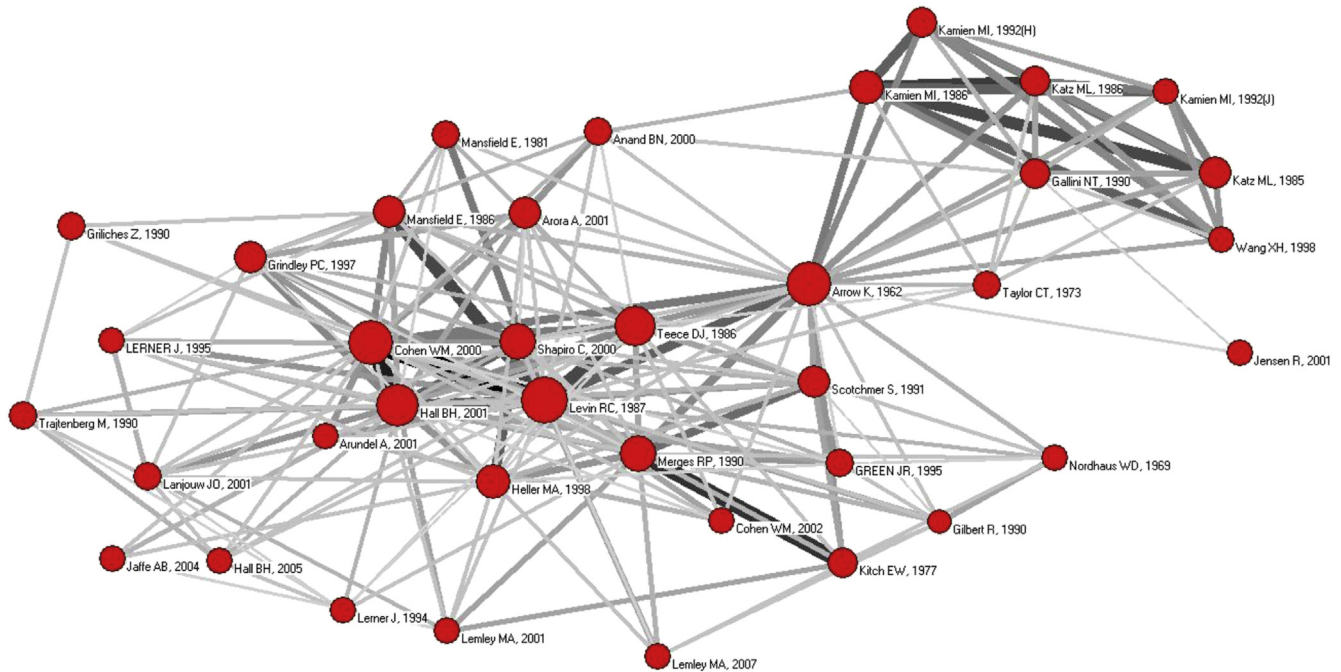 Kamien MI, 1992(H)
Kamien MI, 1986
Katz ML, 1986
Kamien MI, 1992(J)
Mansfield E, 1981
Anand BN, 2000
Gallini NT, 1990
Katz ML, 1985
Mansfield E, 1986
Arora A, 2001
Griliches Z, 1990
Wang XH, 1998
Grindley PC, 1997
Arrow K, 1962
Taylor CT, 1973
Teece DJ, 1986
LERNER J, 1995
Cohen WM, 2000
Shapiro C, 2000
Jensen R, 2001
Scotchmer S, 1991
Hall BH, 2001
Levin RC, 1987
Trajtenberg M, 1990
Arundel A, 2001
Merges RP, 1990
GREEN JR, 1995
Nordhaus WD, 1969
Lanjouw JO, 2001
Heller MA, 1998
Cohen WM, 2002
Gilbert R, 1990
Jaffe AB, 2004
Hall BH, 2005
Kitch EW, 1977
Lerner J, 1994
Lemley MA, 2001
Lemley MA, 2007